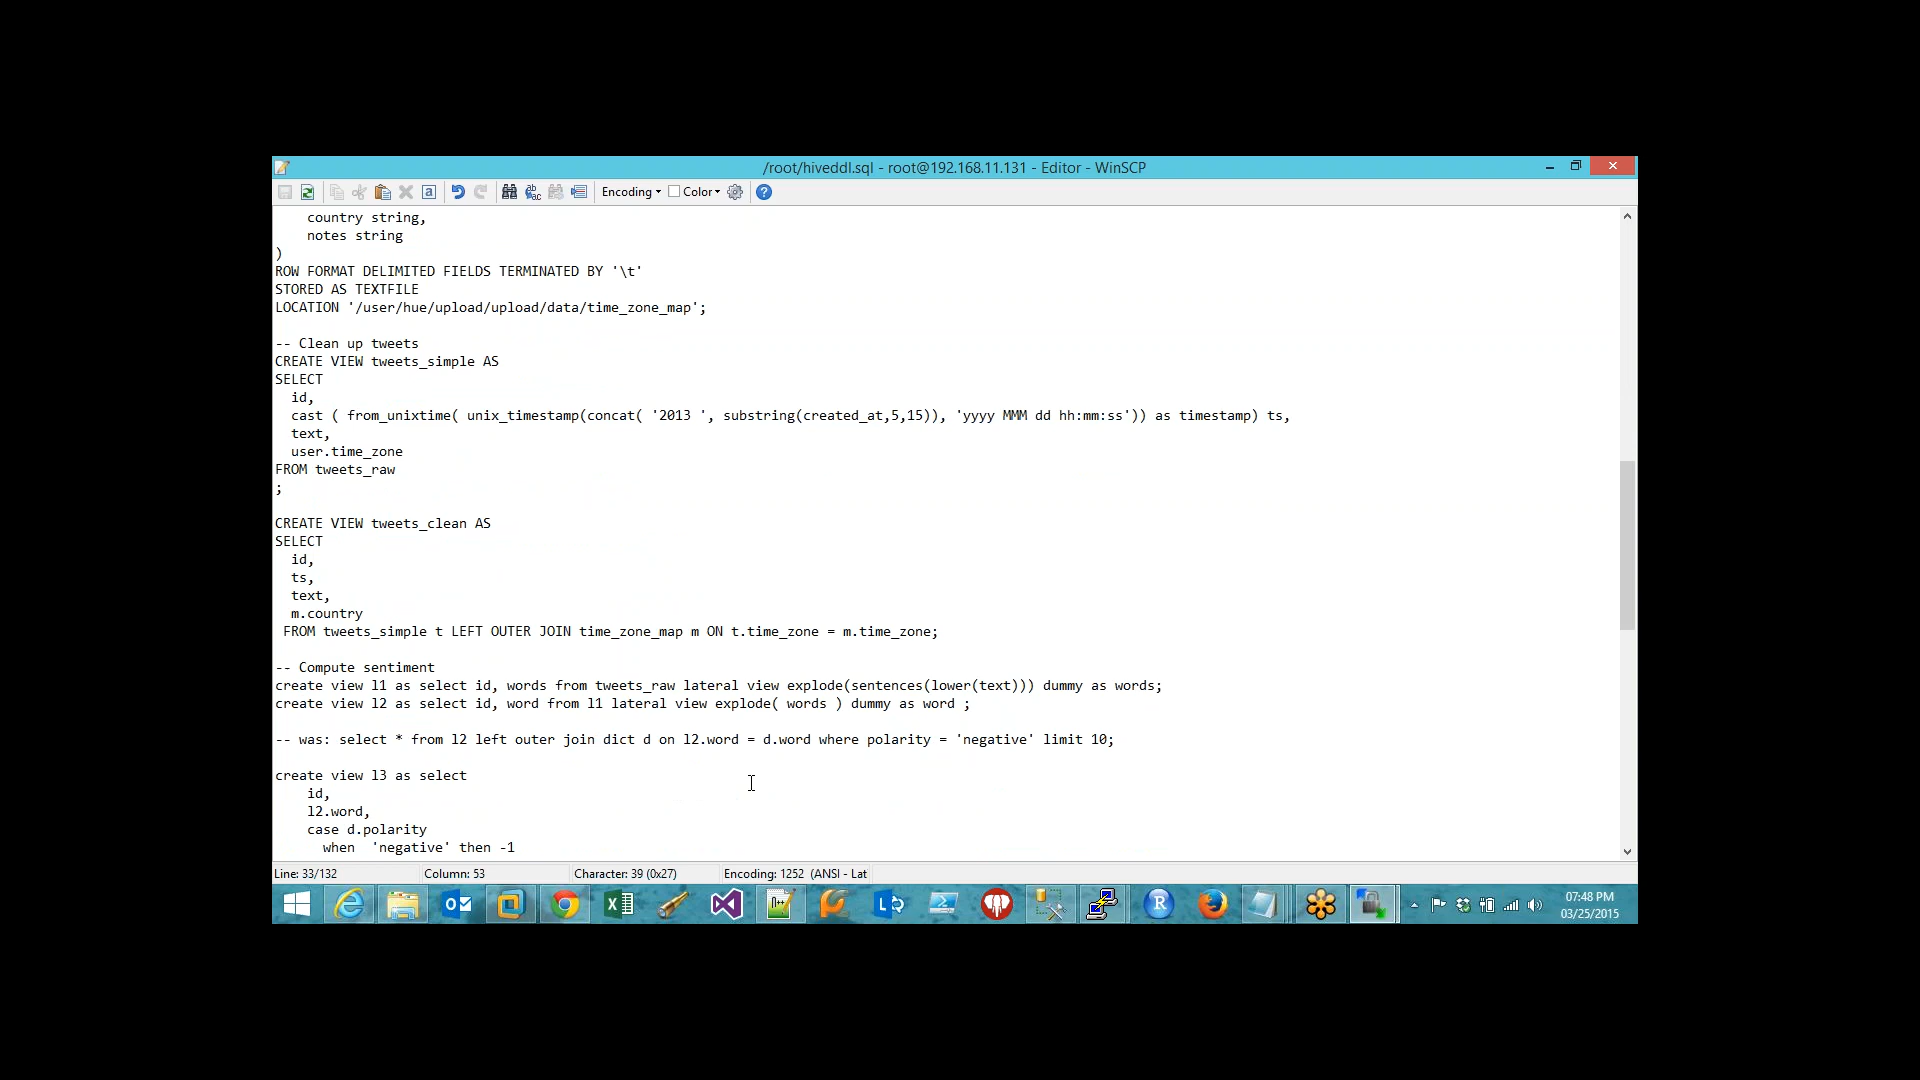 /root/hiveddl.sql - root@192.168.11.131 - Editor - WinSCP
Encoding Color
country string,
notes string
)
ROW FORMAT DELIMITED FIELDS TERMINATED BY '\t'
STORED AS TEXTFILE
LOCATION '/user/hue/upload/upload/data/time_zone_map';
-- Clean up tweets
CREATE VIEW tweets_simple AS
SELECT
id,
cast ( from_unixtime( unix_timestamp(concat( '2013 ', substring(created_at,5,15)), 'yyyy MMM dd hh:mm:ss')) as timestamp) ts,
text,
user.time_zone
FROM tweets_raw
;
CREATE VIEW tweets_clean AS
SELECT
id,
ts,
text,
m.country
FROM tweets_simple t LEFT OUTER JOIN time_zone_map m ON t.time_zone = m.time_zone;
-- Compute sentiment
create view l1 as select id, words from tweets_raw lateral view explode(sentences(lower(text))) dummy as words;
create view l2 as select id, word from l1 lateral view explode( words ) dummy as word ;
-- was: select * from l2 left outer join dict d on l2.word = d.word where polarity = 'negative' limit 10;
create view l3 as select
id,
l2.word,
case d.polarity
when  'negative' then -1
Line: 33/132 Column: 53 Character: 39 (0x27) Encoding: 1252 (ANSI - Lat
07:48 PM
03/25/2015